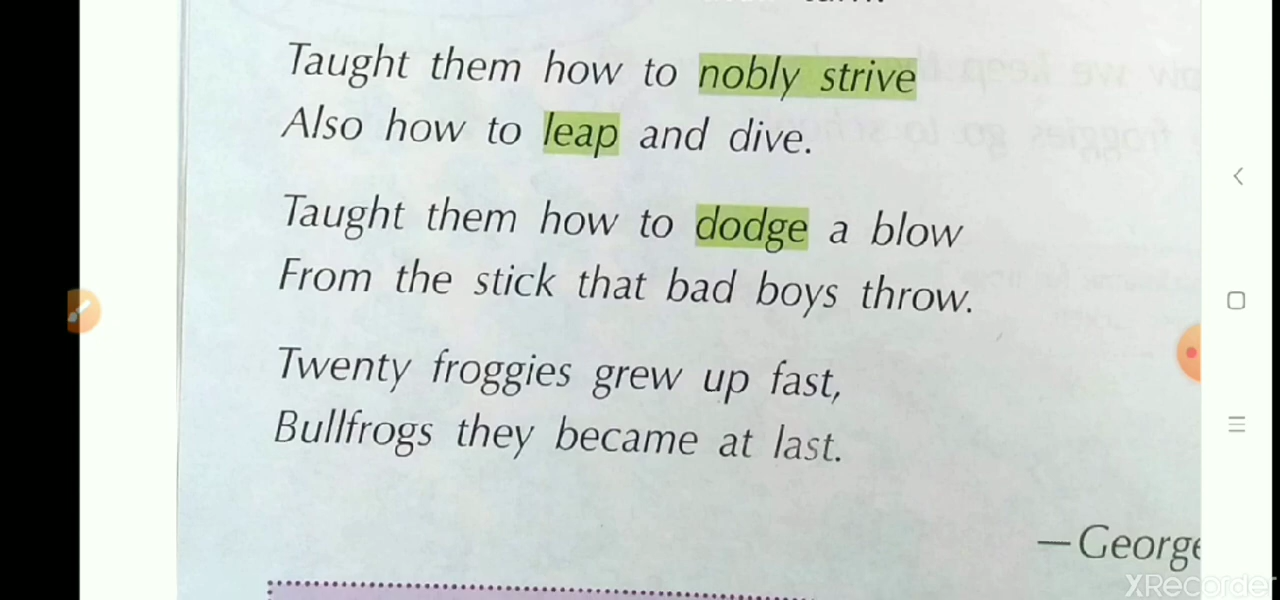 Taught them how to nobly strive
Also how to leap and dive.
Taught them how to dodge a blow
From the stick that bad boys throw.
Twenty froggies grew up fast,
Bullfrogs they became at last.
—George
XRecorder